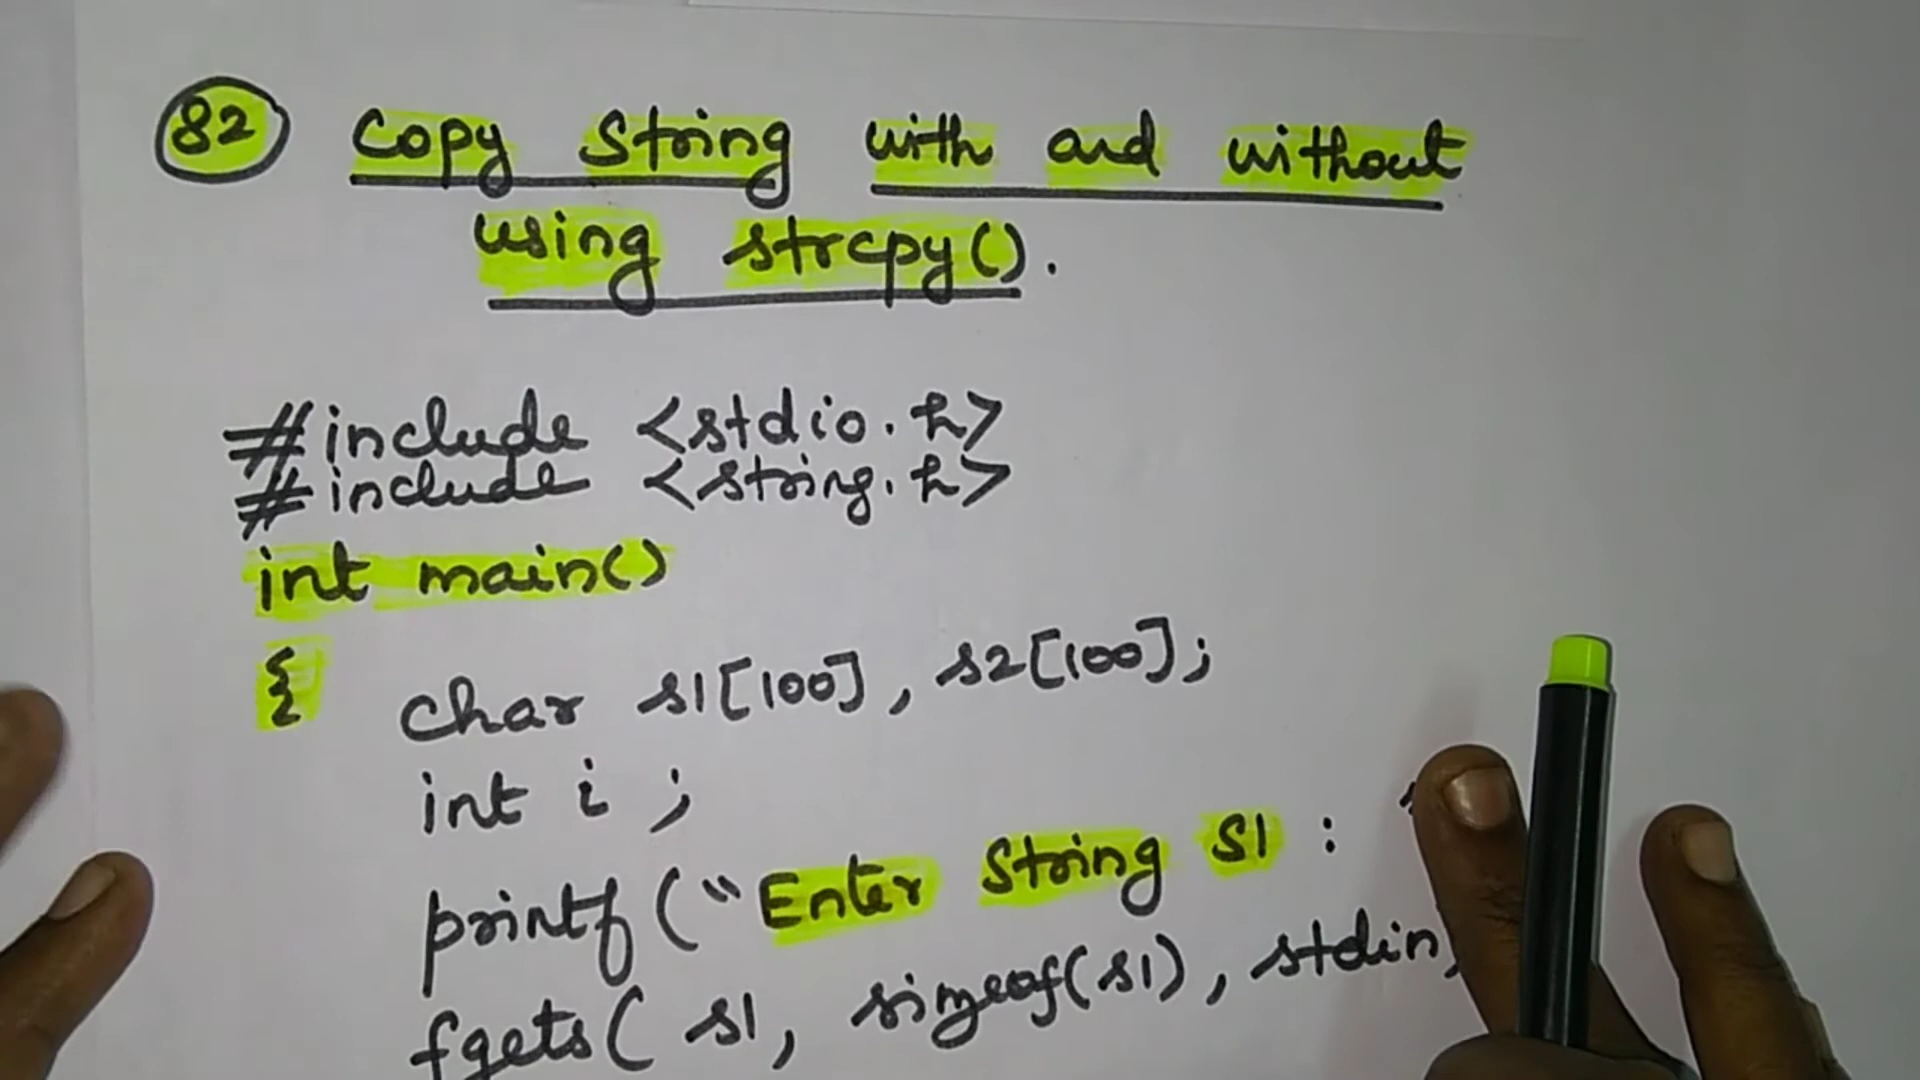 82 Copy String with and without
using strcpy().
#include <stdio.h>
#include <string.h>
int main()
{ char s1[100], s2[100];
int i ;
printf("Enter String S1 : "
fgets( s1, sizeof(s1), stdin